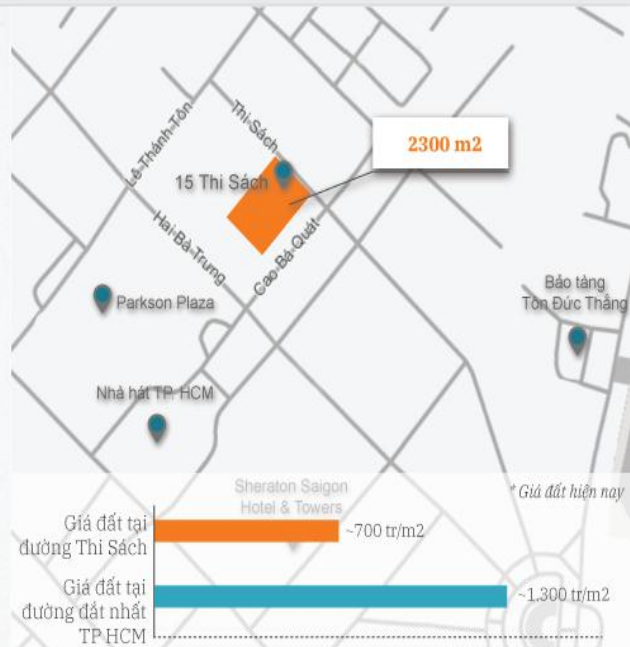 Lê-Thánh-Tôn
Thi-Sách
2300 m2
15 Thi Sách
Hai-Bà-Trưng
Cao-Bá-Quát
Parkson Plaza
Bảo tàng
Tôn Đức Thắng
Nhà hát TP. HCM
Sheraton Saigon
Hotel & Towers
* Giá đất hiện nay
Giá đất tại
đường Thi Sách
~700 tr/m2
Giá đất tại
đường đắt nhất
TP HCM
~1.300 tr/m2